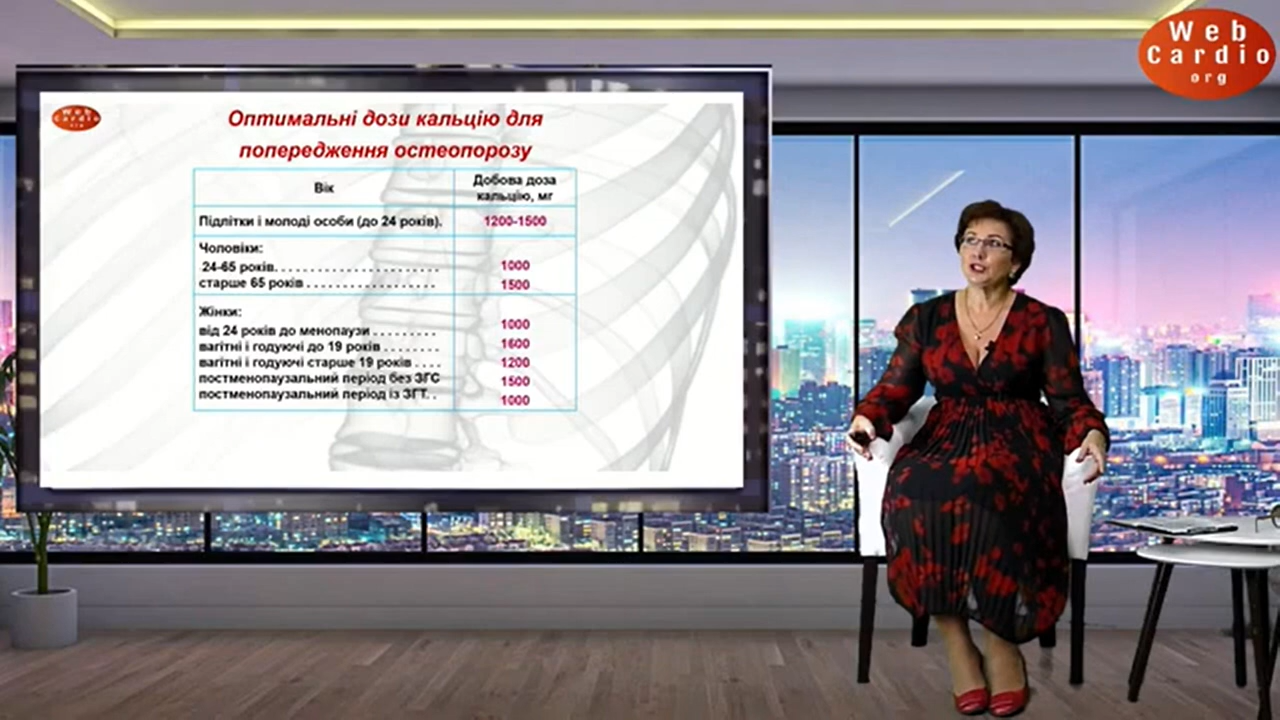 Web
Cardio
org
Web
Cardio
Оптимальні дози кальцію для
попередження остеопорозу
Вік
Добова доза
кальцію, мг
Підлітки і молоді особи (до 24 років). 1200-1500
Чоловіки:
24-65 років. . . . . . . . . . . . . . . . . . . . . . . . 1000
старше 65 років . . . . . . . . . . . . . . . . . . 1500
Жінки:
від 24 років до менопаузи . . . . . . . . . 1000
вагітні і годуючі до 19 років . . . . . . . . 1600
вагітні і годуючі старше 19 років . . . . 1200
постменопаузальний період без ЗГС 1500
постменопаузальний період із ЗГТ. . 1000